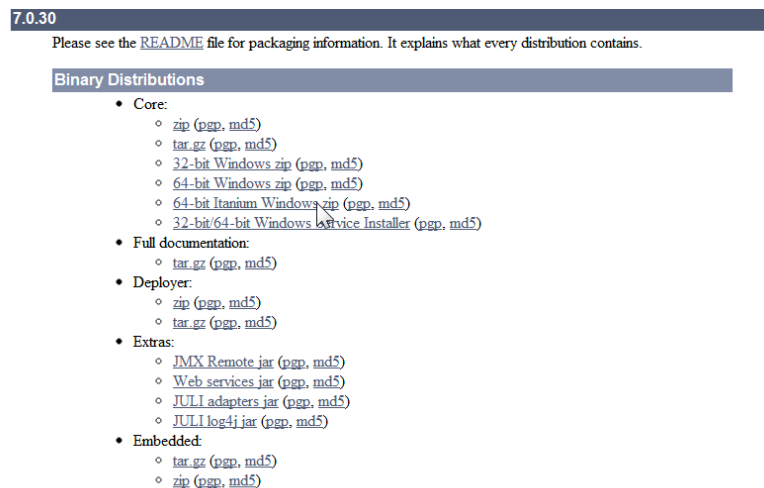 7.0.30
Please see the README file for packaging information. It explains what every distribution contains.
Binary Distributions
Core:
zip (pgp, md5)
tar.gz (pgp, md5)
32-bit Windows zip (pgp, md5)
64-bit Windows zip (pgp, md5)
64-bit Itanium Windows zip (pgp, md5)
32-bit/64-bit Windows Service Installer (pgp, md5)
Full documentation:
tar.gz (pgp, md5)
Deployer:
zip (pgp, md5)
tar.gz (pgp, md5)
Extras:
JMX Remote jar (pgp, md5)
Web services jar (pgp, md5)
JULI adapters jar (pgp, md5)
JULI log4j jar (pgp, md5)
Embedded:
tar.gz (pgp, md5)
zip (pgp, md5)